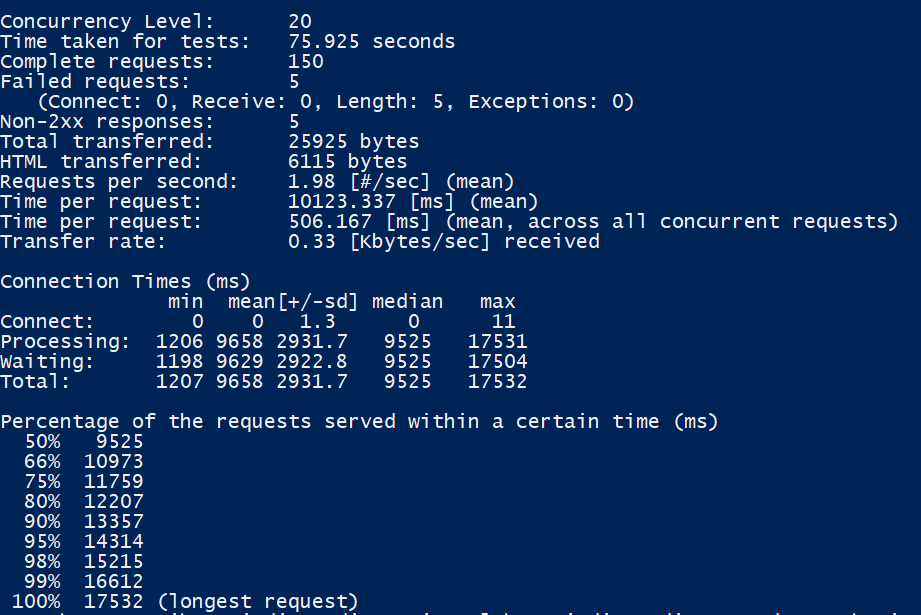 Concurrency Level:      20
Time taken for tests:   75.925 seconds
Complete requests:      150
Failed requests:        5
   (Connect: 0, Receive: 0, Length: 5, Exceptions: 0)
Non-2xx responses:      5
Total transferred:      25925 bytes
HTML transferred:       6115 bytes
Requests per second:    1.98 [#/sec] (mean)
Time per request:       10123.337 [ms] (mean)
Time per request:       506.167 [ms] (mean, across all concurrent requests)
Transfer rate:          0.33 [Kbytes/sec] received

Connection Times (ms)
              min  mean[+/-sd] median   max
Connect:        0    0   1.3      0      11
Processing:  1206 9658 2931.7   9525   17531
Waiting:     1198 9629 2922.8   9525   17504
Total:       1207 9658 2931.7   9525   17532

Percentage of the requests served within a certain time (ms)
  50%   9525
  66%  10973
  75%  11759
  80%  12207
  90%  13357
  95%  14314
  98%  15215
  99%  16612
 100%  17532 (longest request)